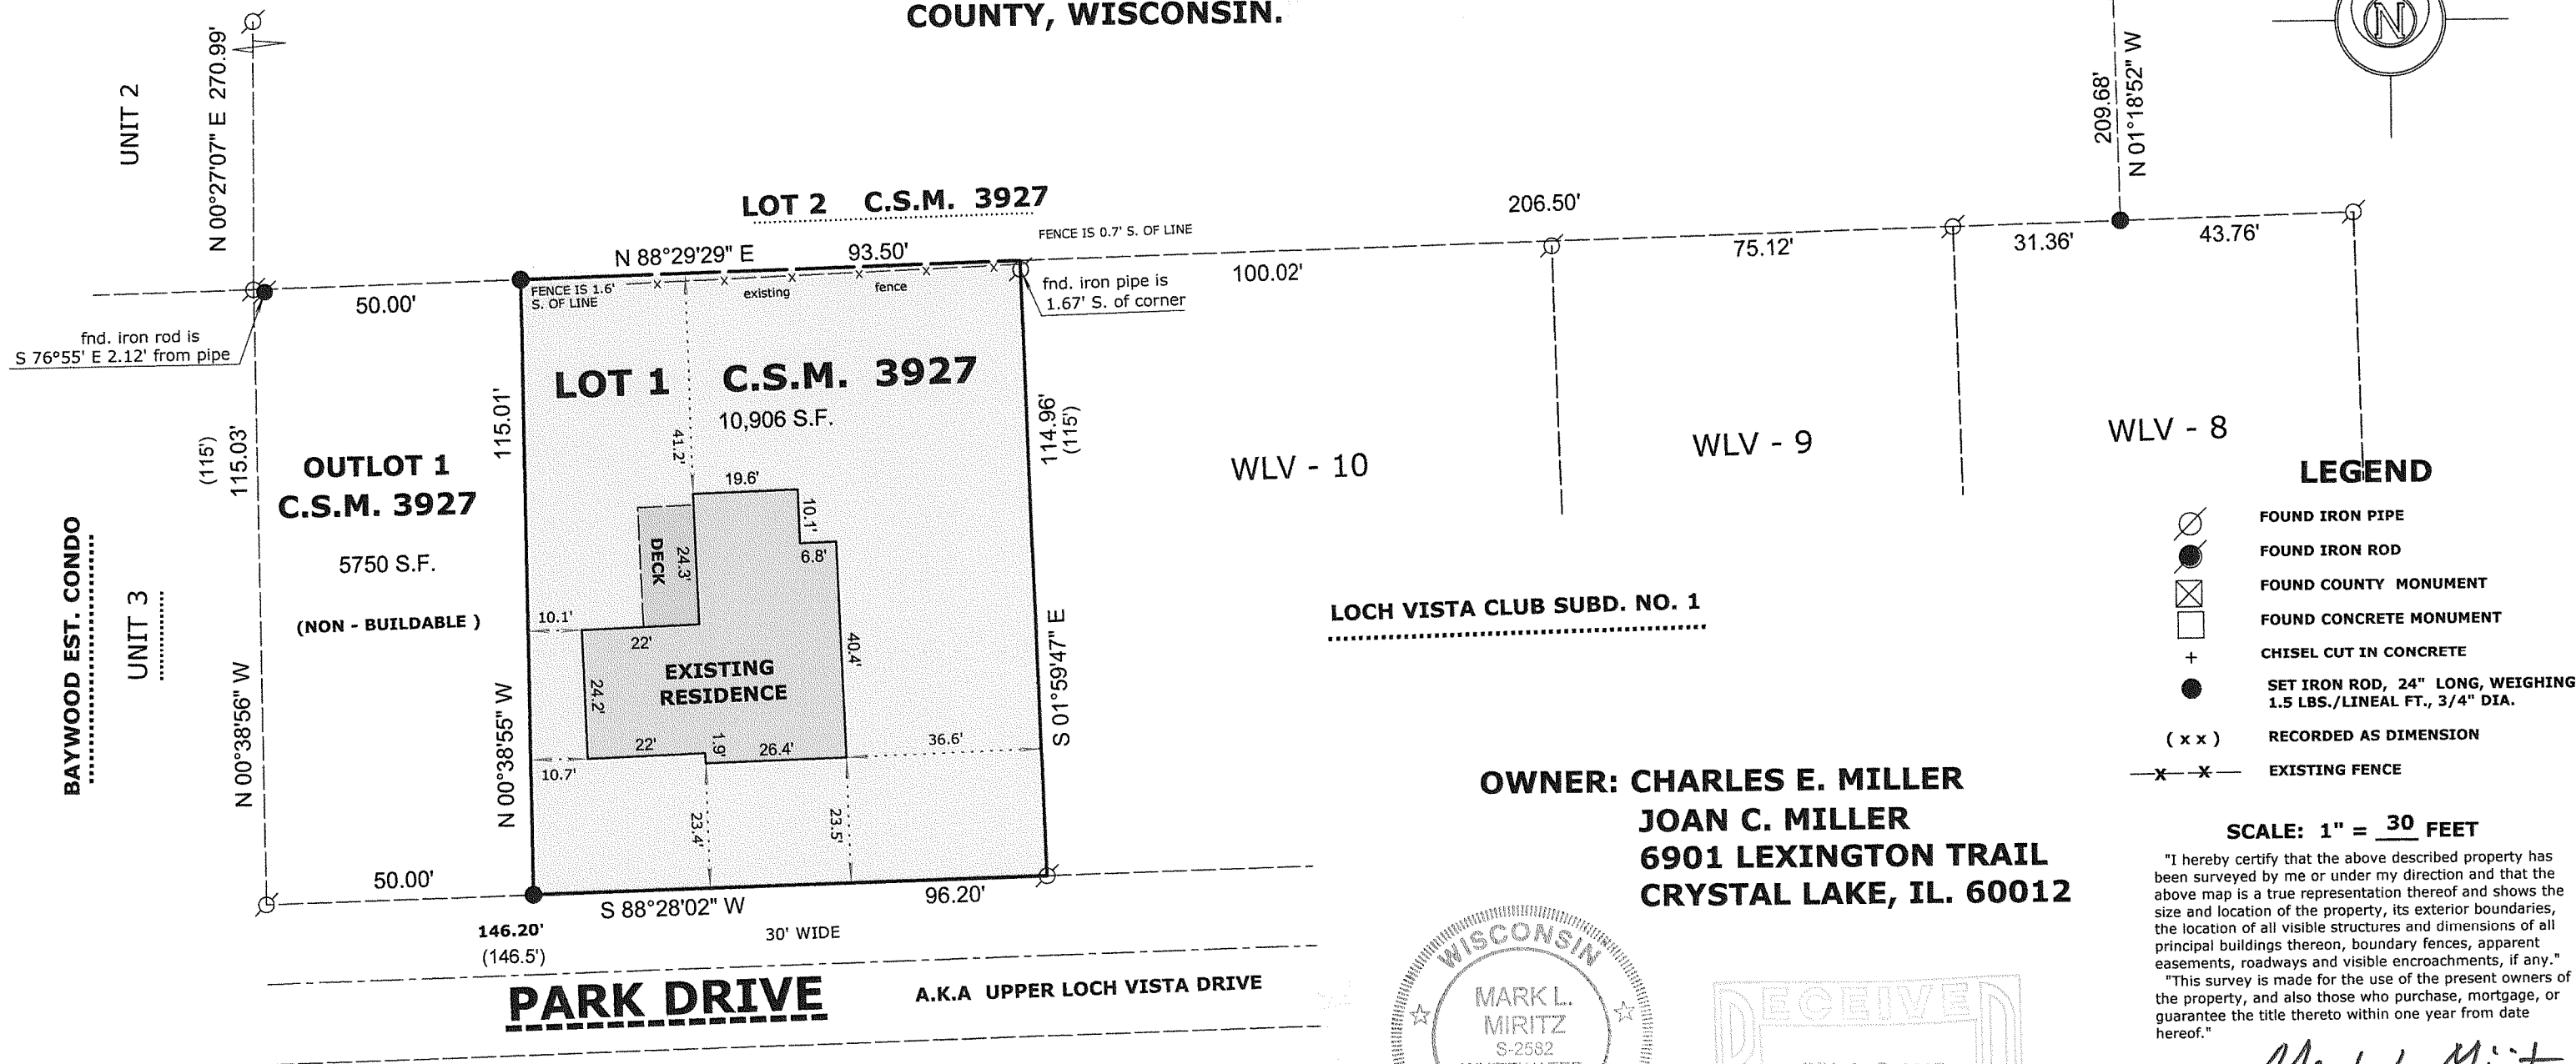 COUNTY, WISCONSIN.
N
UNIT 2
N 00°27'07" E 270.99'
209.68'
N 01°18'52" W
LOT 2 C.S.M. 3927
206.50'
FENCE IS 0.7' S. OF LINE
N 88°29'29" E 93.50'
100.02'
75.12'
31.36'
43.76'
50.00'
FENCE IS 1.6'
S. OF LINE
existing fence
fnd. iron pipe is
1.67' S. of corner
fnd. iron rod is
S 76°55' E 2.12' from pipe
LOT 1 C.S.M. 3927
10,906 S.F.
115.01'
41.2'
114.96'
(115')
(115')
115.03'
OUTLOT 1
C.S.M. 3927
5750 S.F.
(NON - BUILDABLE )
BAYWOOD EST. CONDO
UNIT 3
N 00°38'56" W
N 00°38'55" W
S 01°59'47" E
19.6'
10.1'
6.8'
DECK
24.3'
10.1'
22'
40.4'
EXISTING
RESIDENCE
24.2'
22'
1.9'
26.4'
36.6'
10.7'
23.4'
23.5'
WLV - 10
WLV - 9
WLV - 8
LOCH VISTA CLUB SUBD. NO. 1
50.00'
S 88°28'02" W
96.20'
146.20'
(146.5')
30' WIDE
PARK DRIVE
A.K.A UPPER LOCH VISTA DRIVE
OWNER: CHARLES E. MILLER
JOAN C. MILLER
6901 LEXINGTON TRAIL
CRYSTAL LAKE, IL. 60012
WISCONSIN
MARK L.
MIRITZ
S-2582
RECEIVED
LEGEND
FOUND IRON PIPE
FOUND IRON ROD
FOUND COUNTY MONUMENT
FOUND CONCRETE MONUMENT
+ CHISEL CUT IN CONCRETE
SET IRON ROD, 24" LONG, WEIGHING
1.5 LBS./LINEAL FT., 3/4" DIA.
( x x ) RECORDED AS DIMENSION
—x—x— EXISTING FENCE
SCALE: 1" = 30 FEET
"I hereby certify that the above described property has
been surveyed by me or under my direction and that the
above map is a true representation thereof and shows the
size and location of the property, its exterior boundaries,
the location of all visible structures and dimensions of all
principal buildings thereon, boundary fences, apparent
easements, roadways and visible encroachments, if any."
"This survey is made for the use of the present owners of
the property, and also those who purchase, mortgage, or
guarantee the title thereto within one year from date
hereof."